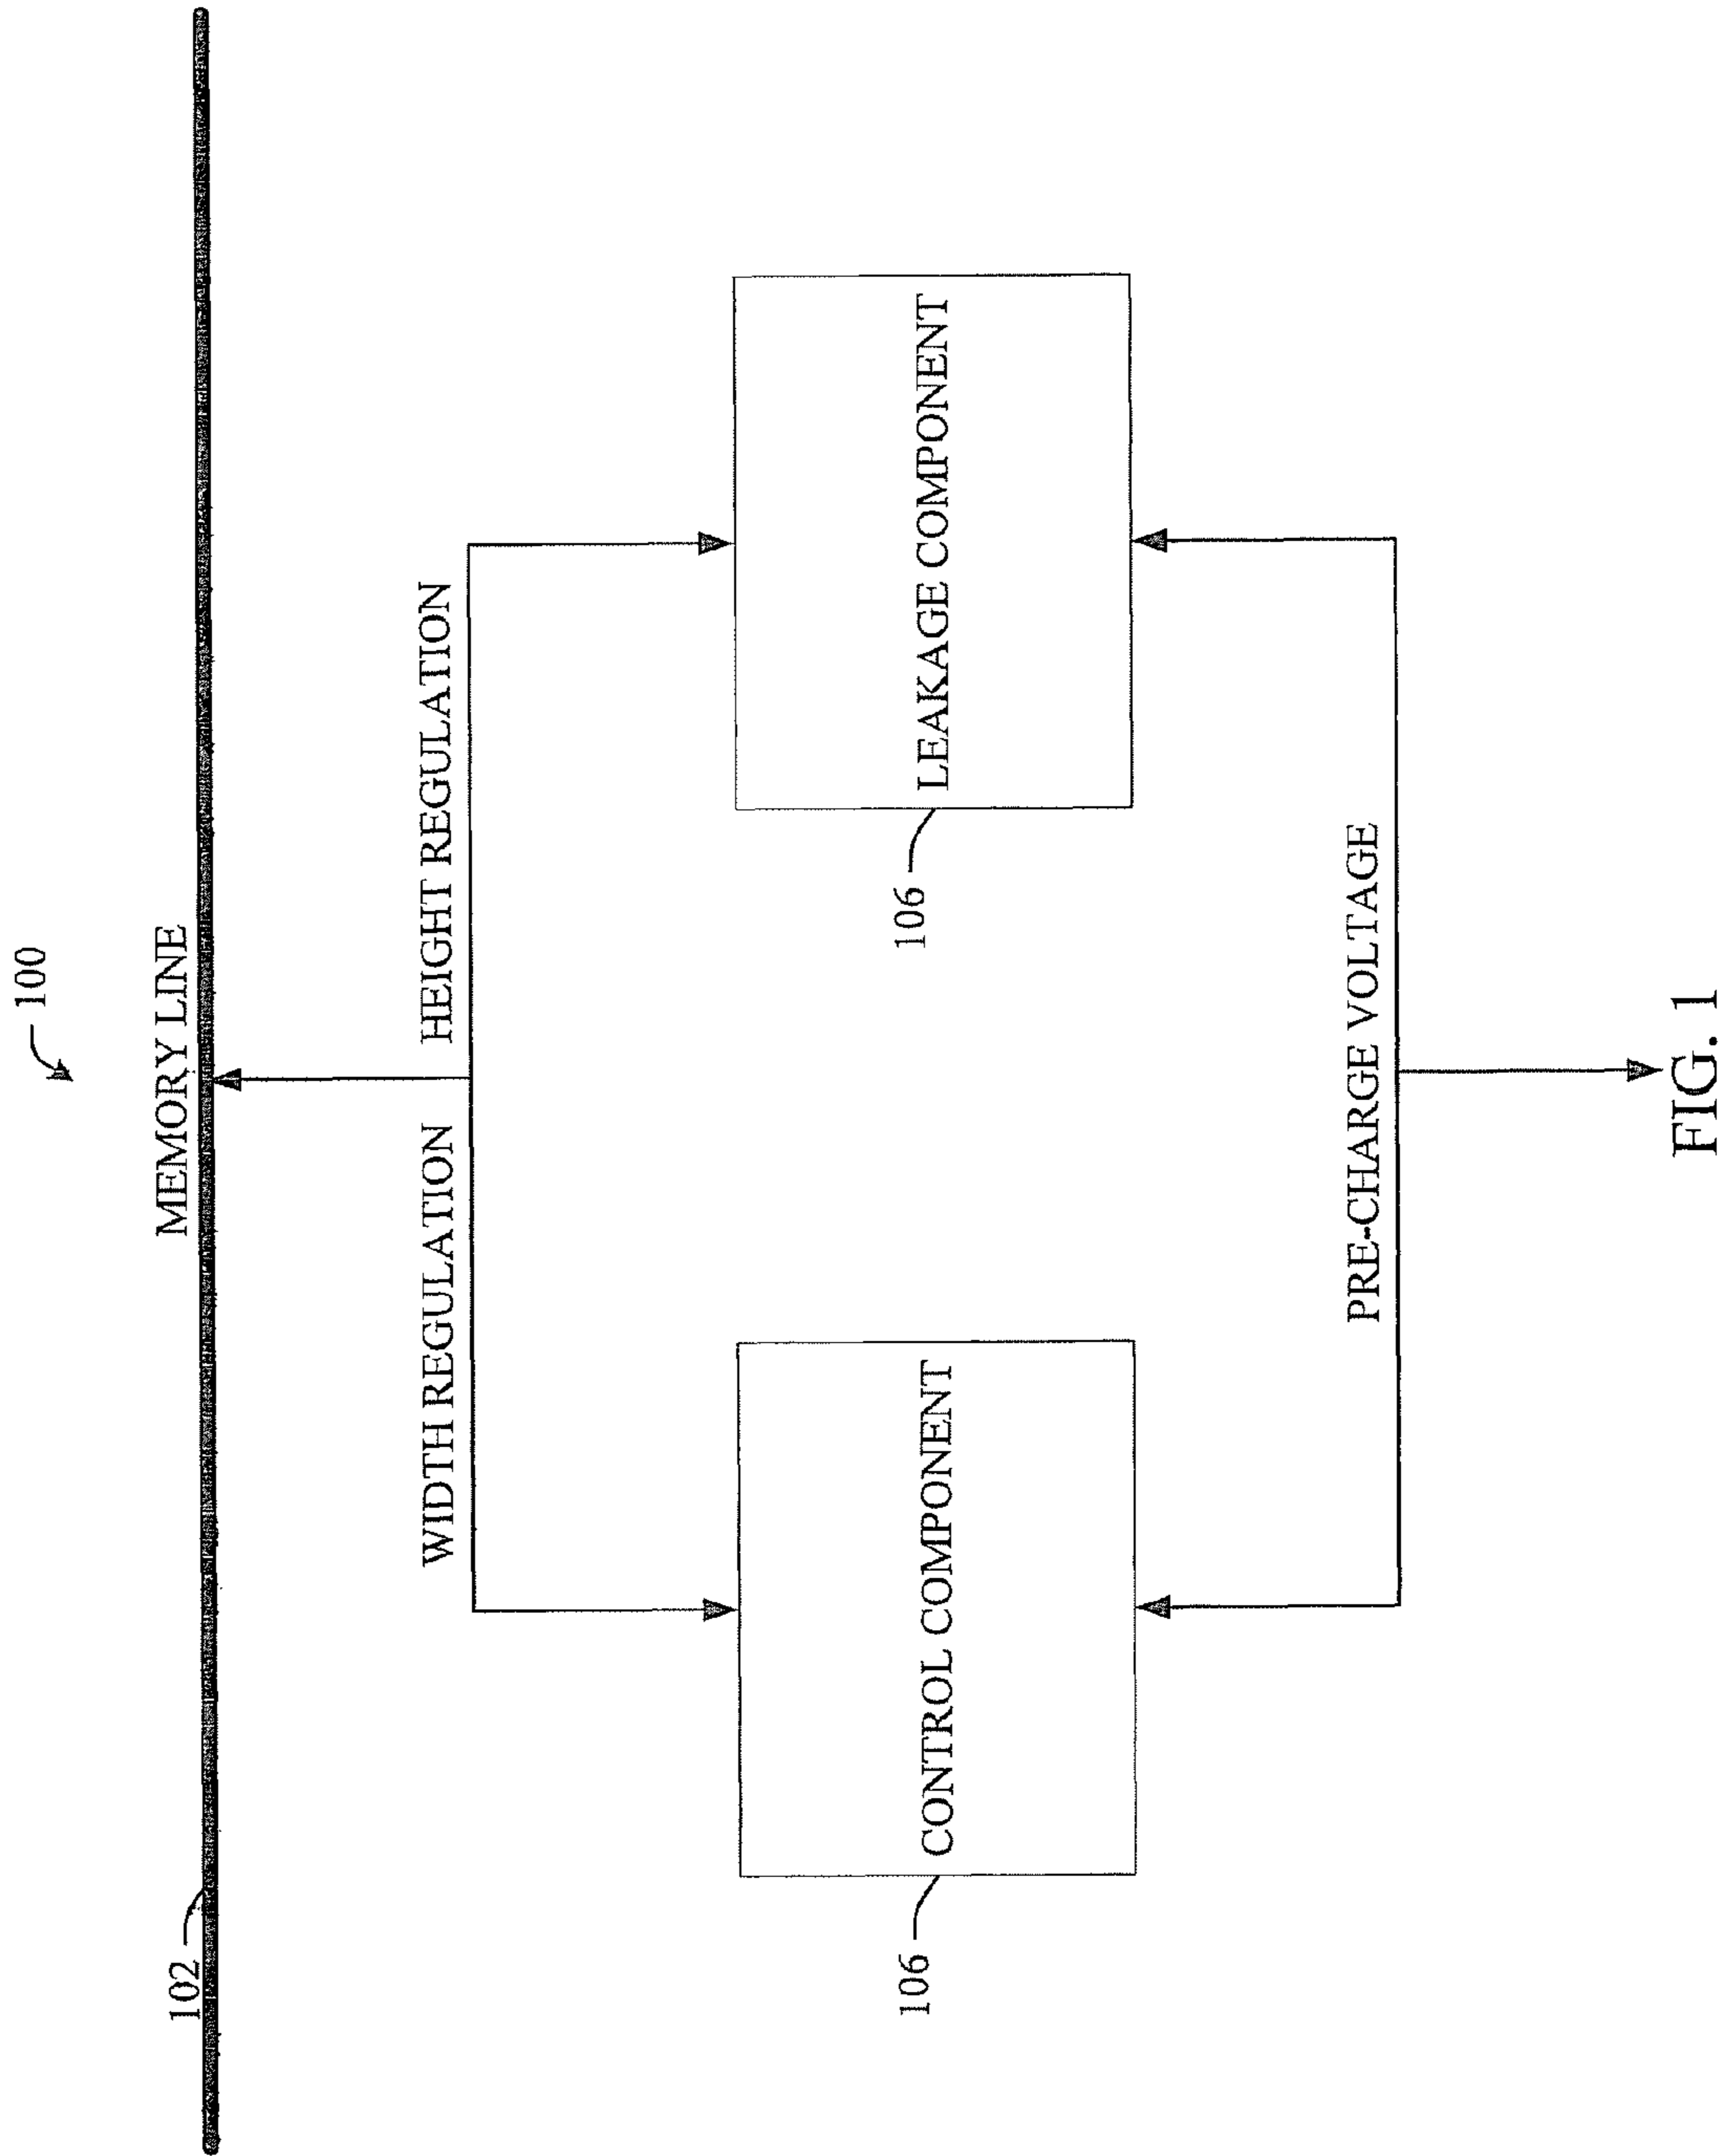 100
MEMORY LINE
102
WIDTH REGULATION
HEIGHT REGULATION
CONTROL COMPONENT
106
LEAKAGE COMPONENT
106
PRE-CHARGE VOLTAGE
FIG. 1